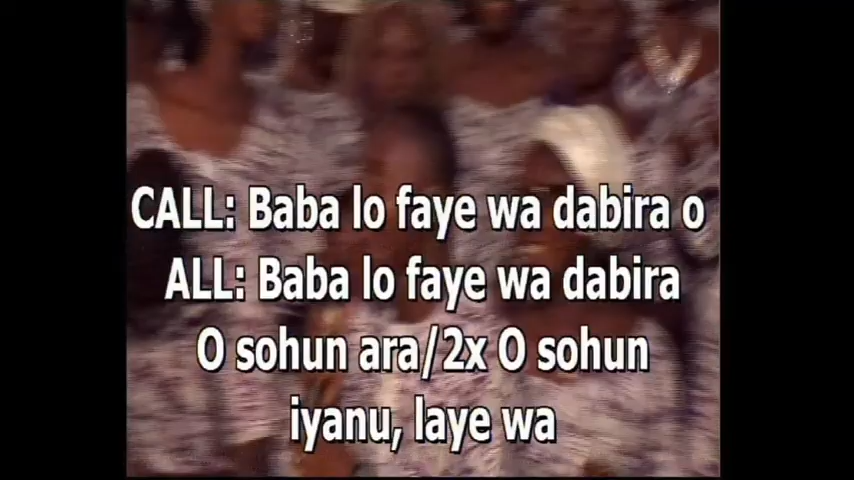 CALL: Baba lo faye wa dabira o
ALL: Baba lo faye wa dabira
O sohun ara/2x O sohun
iyanu, laye wa